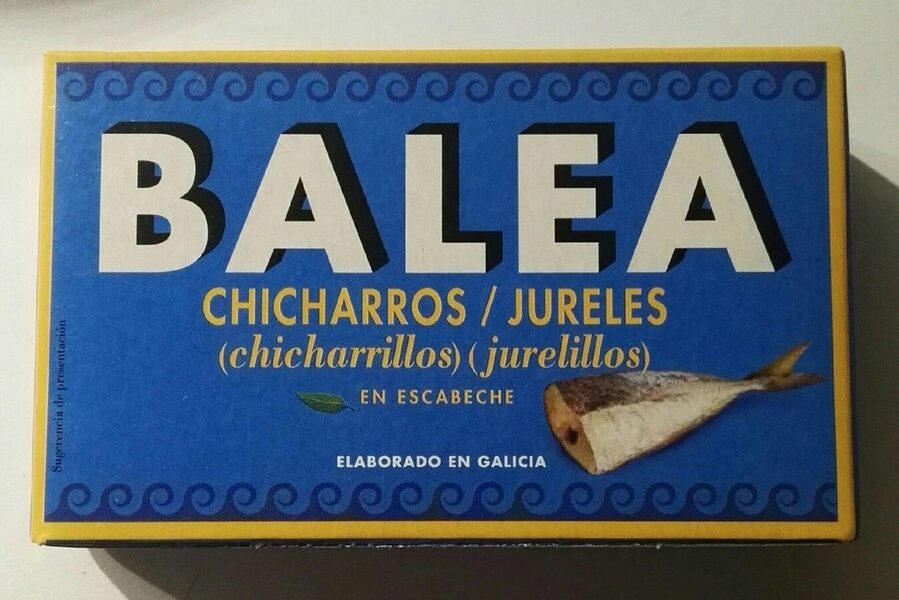 BALEA
CHICHARROS / JURELES
(chicharrillos) (jurelillos)
EN ESCABECHE
ELABORADO EN GALICIA
Sugerencia de presentación